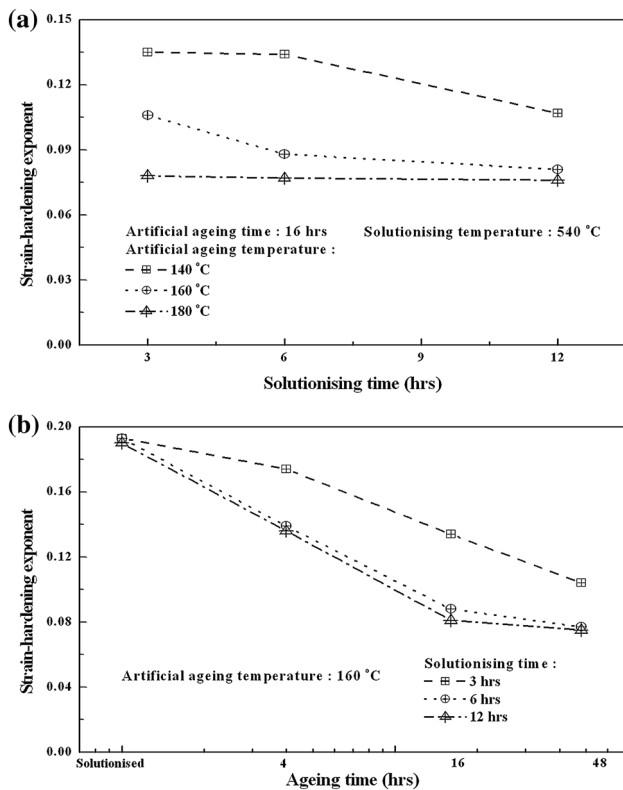 (a)
0.15
0.12
0.09
0.06
0.03
0.00
Strain-hardening exponent
Artificial ageing time : 16 hrs
Solutionising temperature : 540 °C
Artificial ageing temperature :
140 °C
160 °C
180 °C
3
6
9
12
Solutionising time (hrs)
(b)
0.20
0.16
0.12
0.08
0.04
0.00
Strain-hardening exponent
Artificial ageing temperature : 160 °C
Solutionising time :
3 hrs
6 hrs
12 hrs
Solutionised
4
16
48
Ageing time (hrs)